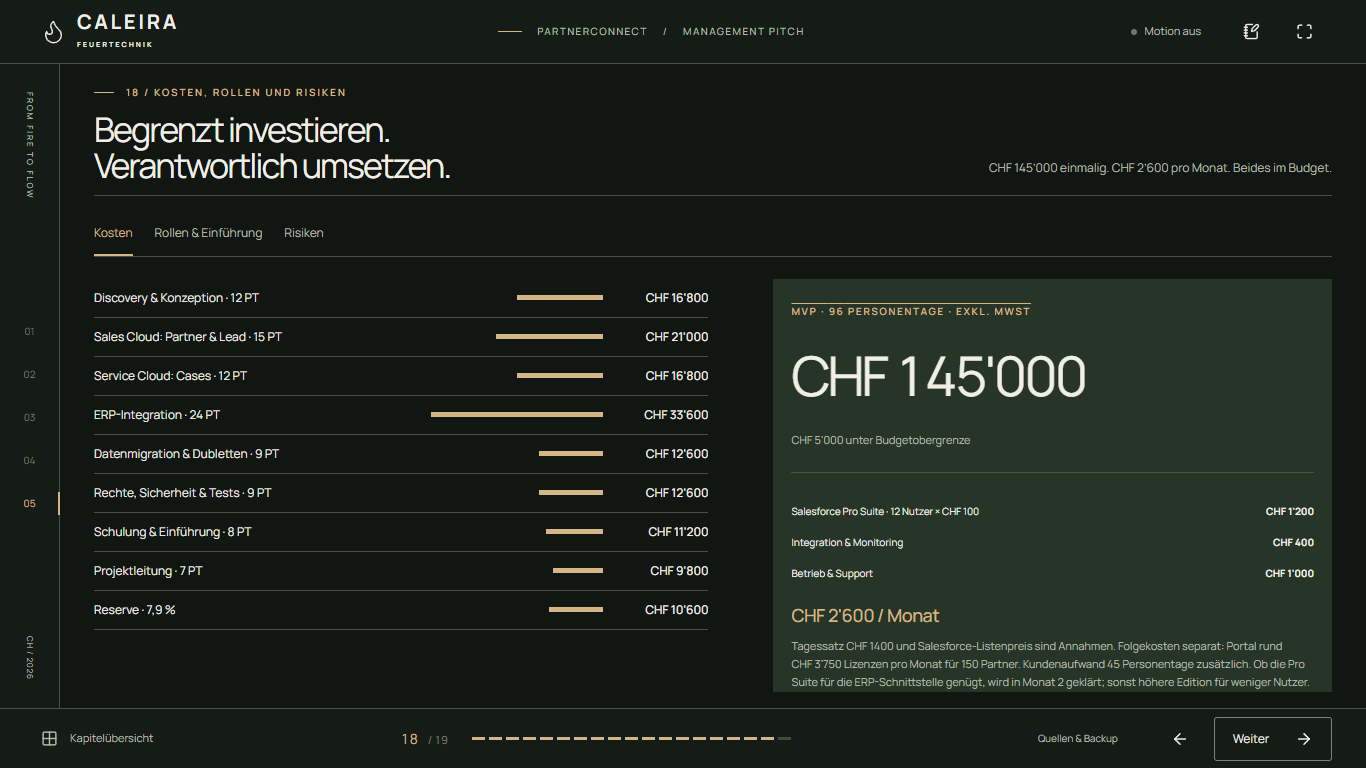 CALEIRA
FEUERTECHNIK
PARTNERCONNECT / MANAGEMENT PITCH
Motion aus
FROM FIRE TO FLOW
01
02
03
04
05
CH / 2026
18 / KOSTEN, ROLLEN UND RISIKEN
Begrenzt investieren.
Verantwortlich umsetzen.
CHF 145'000 einmalig. CHF 2'600 pro Monat. Beides im Budget.
Kosten Rollen & Einführung Risiken
Discovery & Konzeption · 12 PT CHF 16'800
Sales Cloud: Partner & Lead · 15 PT CHF 21'000
Service Cloud: Cases · 12 PT CHF 16'800
ERP-Integration · 24 PT CHF 33'600
Datenmigration & Dubletten · 9 PT CHF 12'600
Rechte, Sicherheit & Tests · 9 PT CHF 12'600
Schulung & Einführung · 8 PT CHF 11'200
Projektleitung · 7 PT CHF 9'800
Reserve · 7,9 % CHF 10'600
MVP · 96 PERSONENTAGE · EXKL. MWST
CHF 145'000
CHF 5'000 unter Budgetobergrenze
Salesforce Pro Suite · 12 Nutzer × CHF 100 CHF 1'200
Integration & Monitoring CHF 400
Betrieb & Support CHF 1'000
CHF 2'600 / Monat
Tagessatz CHF 1400 und Salesforce-Listenpreis sind Annahmen. Folgekosten separat: Portal rund
CHF 3'750 Lizenzen pro Monat für 150 Partner. Kundenaufwand 45 Personentage zusätzlich. Ob die Pro
Suite für die ERP-Schnittstelle genügt, wird in Monat 2 geklärt; sonst höhere Edition für weniger Nutzer.
Kapitelübersicht
18 / 19
Quellen & Backup
Weiter